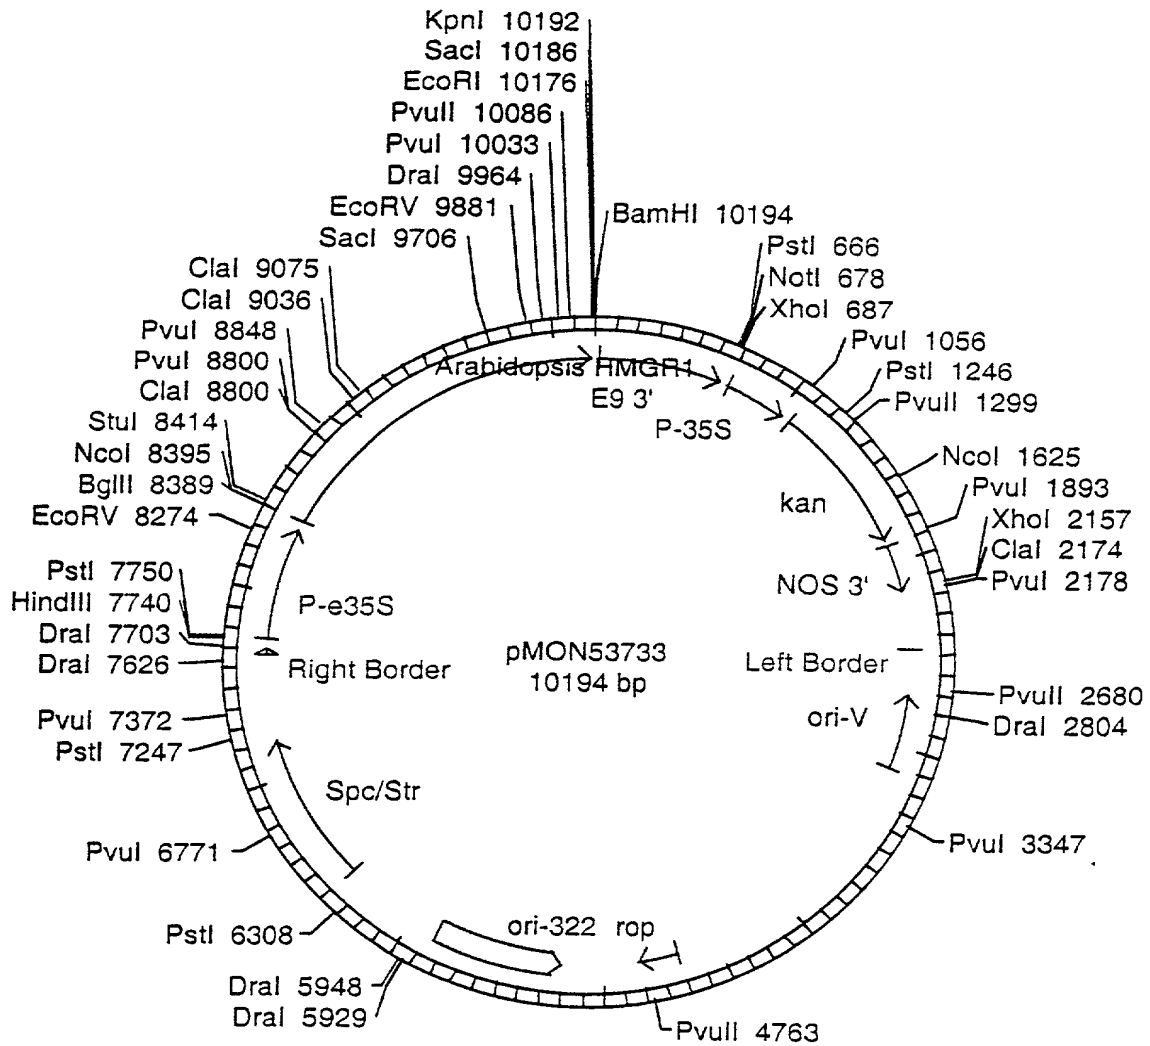 KpnI 10192
SacI 10186
EcoRI 10176
PvuII 10086
PvuI 10033
DraI 9964
EcoRV 9881
SacI 9706
BamHI 10194
PstI 666
NotI 678
XhoI 687
ClaI 9075
ClaI 9036
PvuI 8848
PvuI 8800
ClaI 8800
StuI 8414
NcoI 8395
BglII 8389
EcoRV 8274
PvuI 1056
PstI 1246
PvuII 1299
NcoI 1625
PvuI 1893
XhoI 2157
ClaI 2174
PvuI 2178
Arabidopsis HMGR1
E9 3'
P-35S
kan
NOS 3'
PstI 7750
HindIII 7740
DraI 7703
DraI 7626
P-e35S
Right Border
pMON53733
10194 bp
Left Border
ori-V
PvuII 2680
DraI 2804
PvuI 7372
PstI 7247
Spc/Str
PvuI 6771
PvuI 3347
PstI 6308
ori-322 rop
DraI 5948
DraI 5929
PvuII 4763